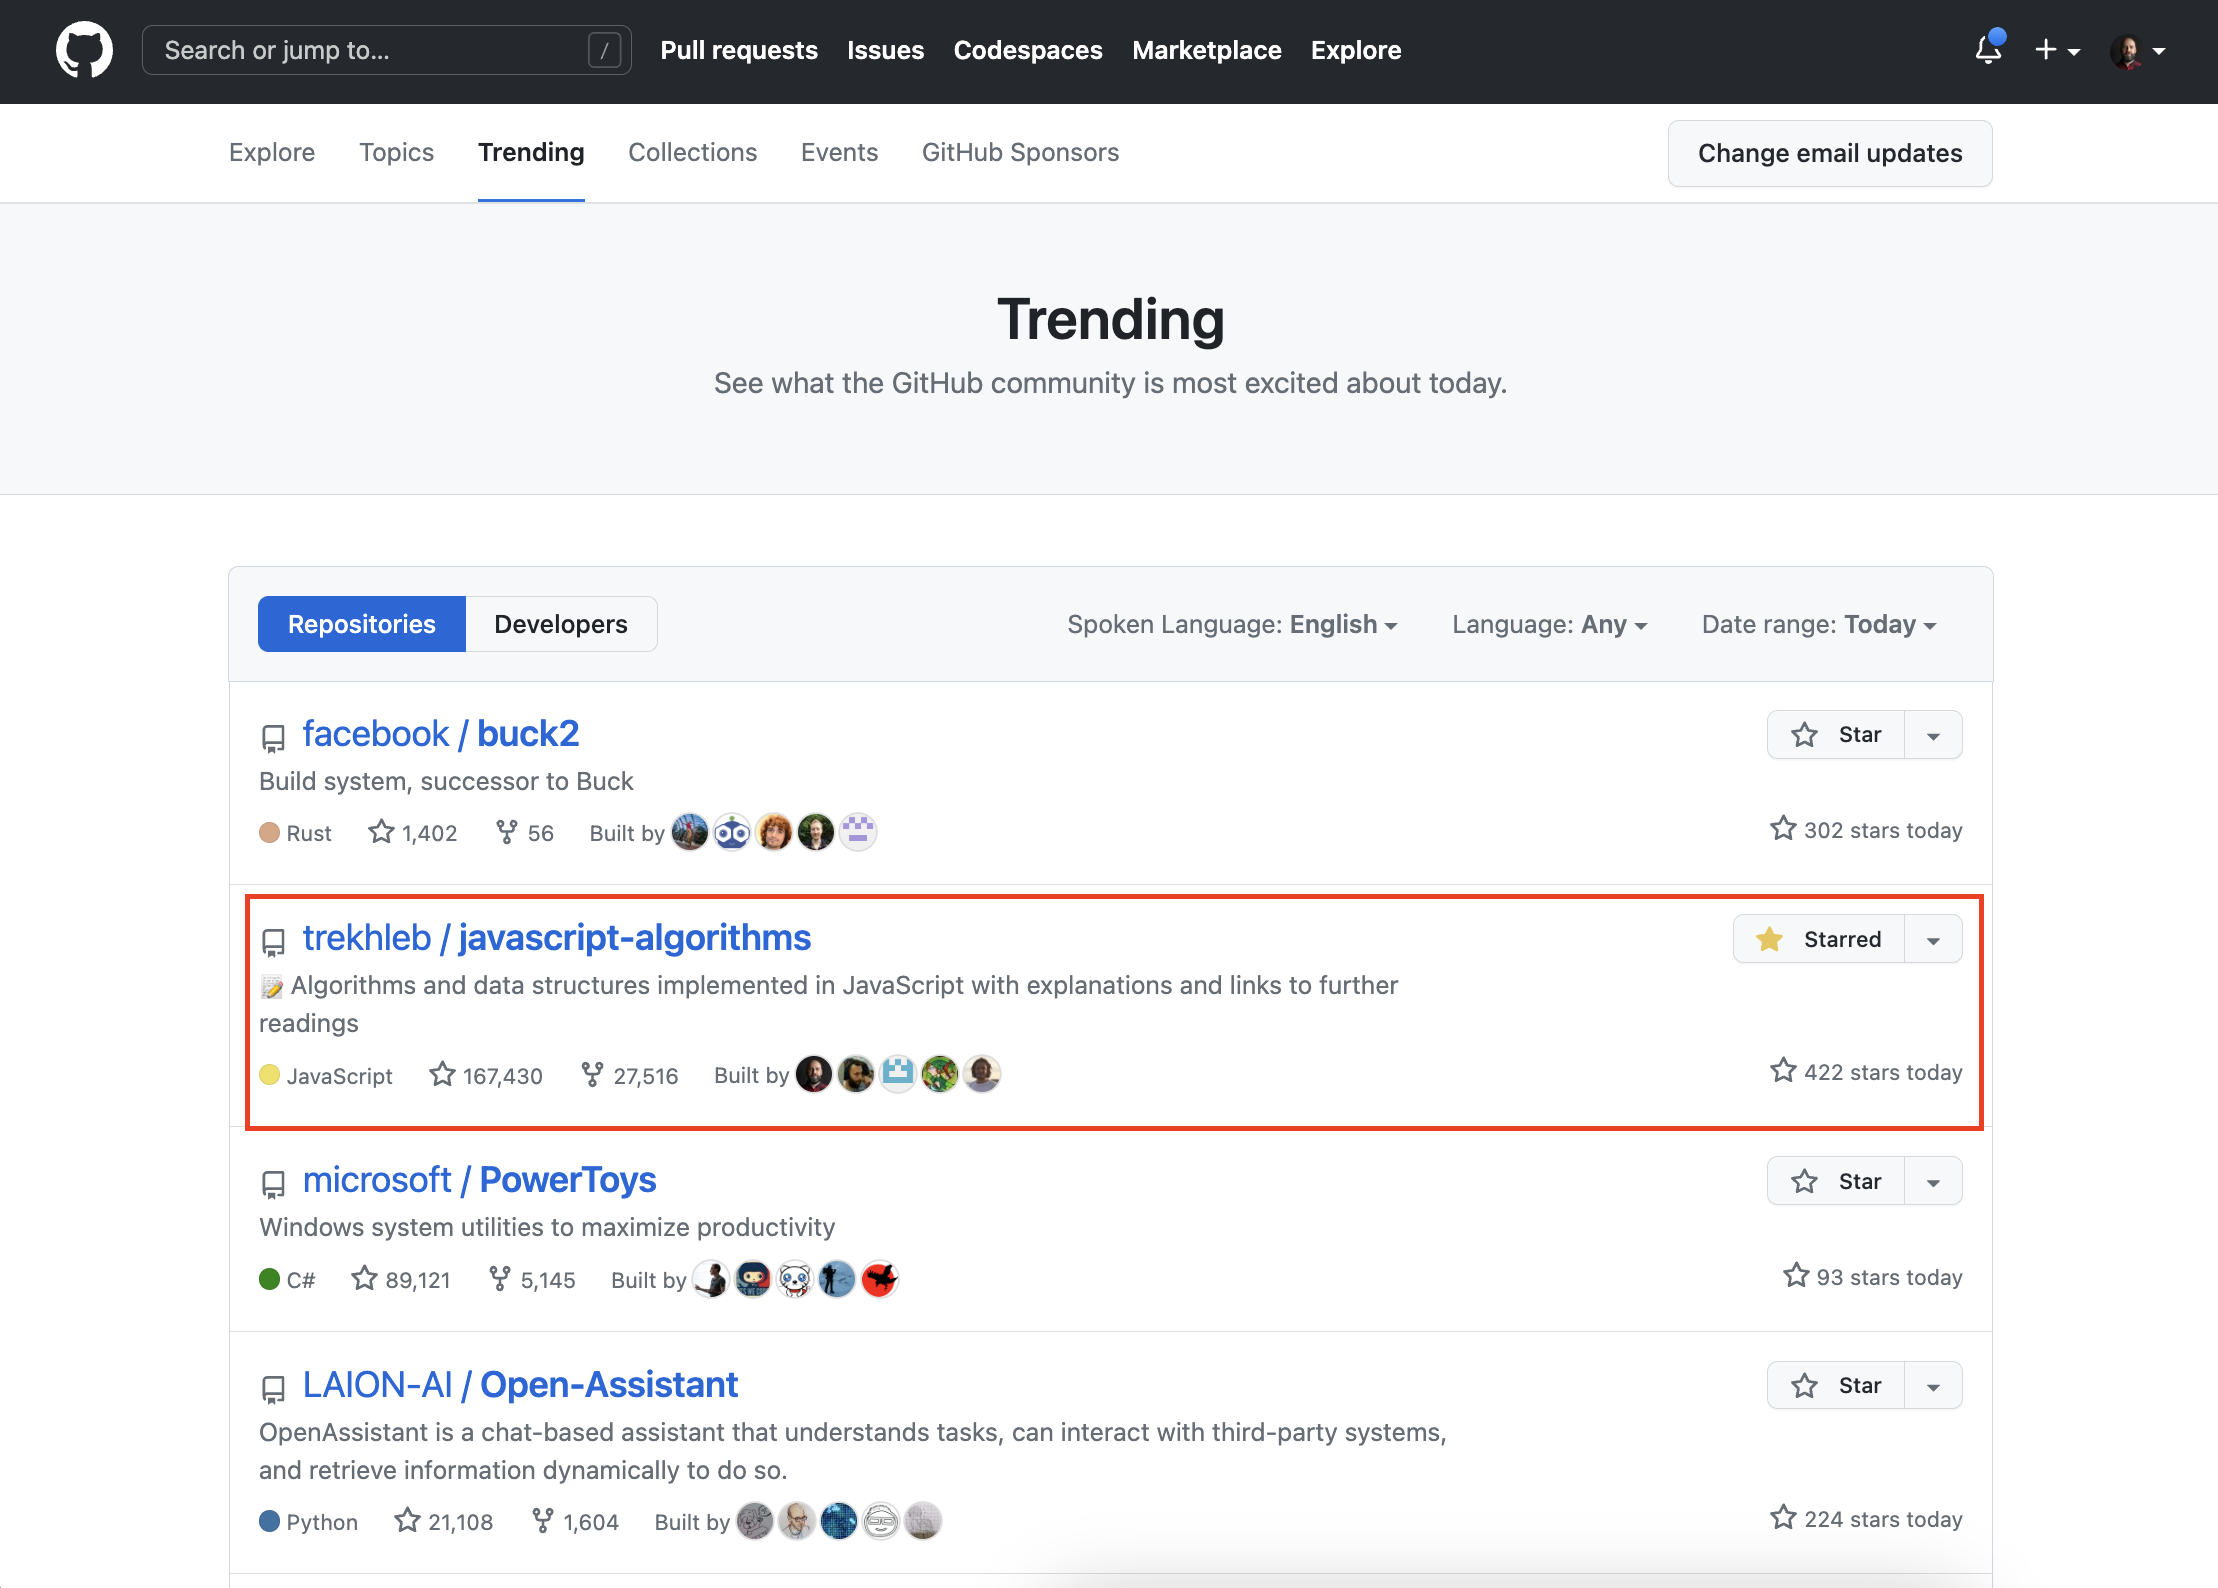 Search or jump to... / Pull requests Issues Codespaces Marketplace Explore
Explore Topics Trending Collections Events GitHub Sponsors Change email updates
Trending
See what the GitHub community is most excited about today.
Repositories Developers Spoken Language: English Language: Any Date range: Today
facebook / buck2 Star
Build system, successor to Buck
Rust 1,402 56 Built by 302 stars today
trekhleb / javascript-algorithms Starred
📝 Algorithms and data structures implemented in JavaScript with explanations and links to further
readings
JavaScript 167,430 27,516 Built by 422 stars today
microsoft / PowerToys Star
Windows system utilities to maximize productivity
C# 89,121 5,145 Built by 93 stars today
LAION-AI / Open-Assistant Star
OpenAssistant is a chat-based assistant that understands tasks, can interact with third-party systems,
and retrieve information dynamically to do so.
Python 21,108 1,604 Built by 224 stars today